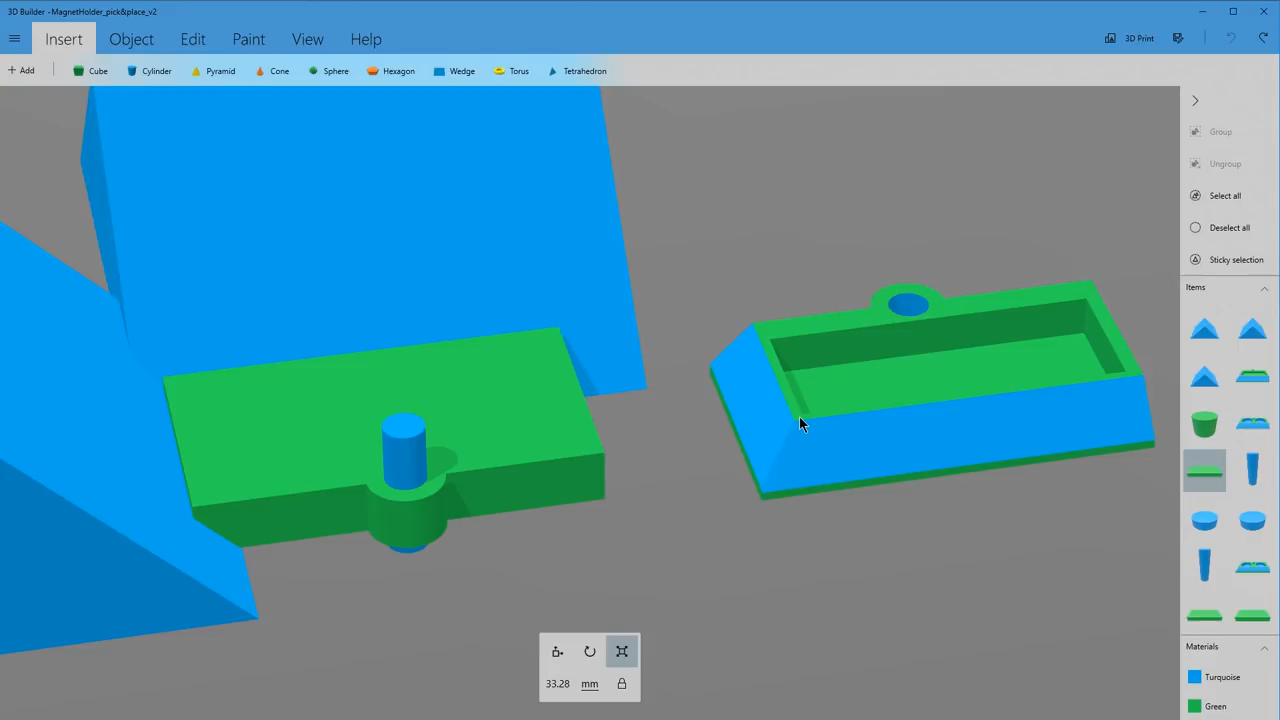 3D Builder - MagnetHolder_pick&place_v2
Insert
Object
Edit
Paint
View
Help
3D Print
Add
Cube
Cylinder
Pyramid
Cone
Sphere
Hexagon
Wedge
Torus
Tetrahedron
Group
Ungroup
Select all
Deselect all
Sticky selection
Items
33.28 mm
Materials
Turquoise
Green